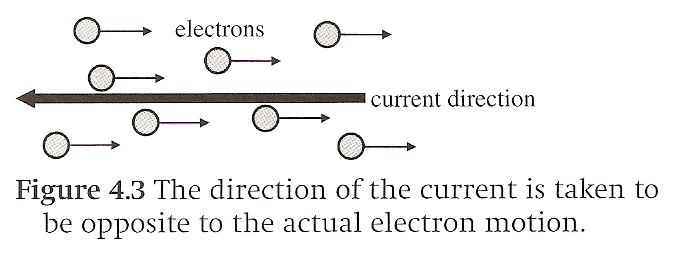 electrons
current direction
Figure 4.3 The direction of the current is taken to
be opposite to the actual electron motion.